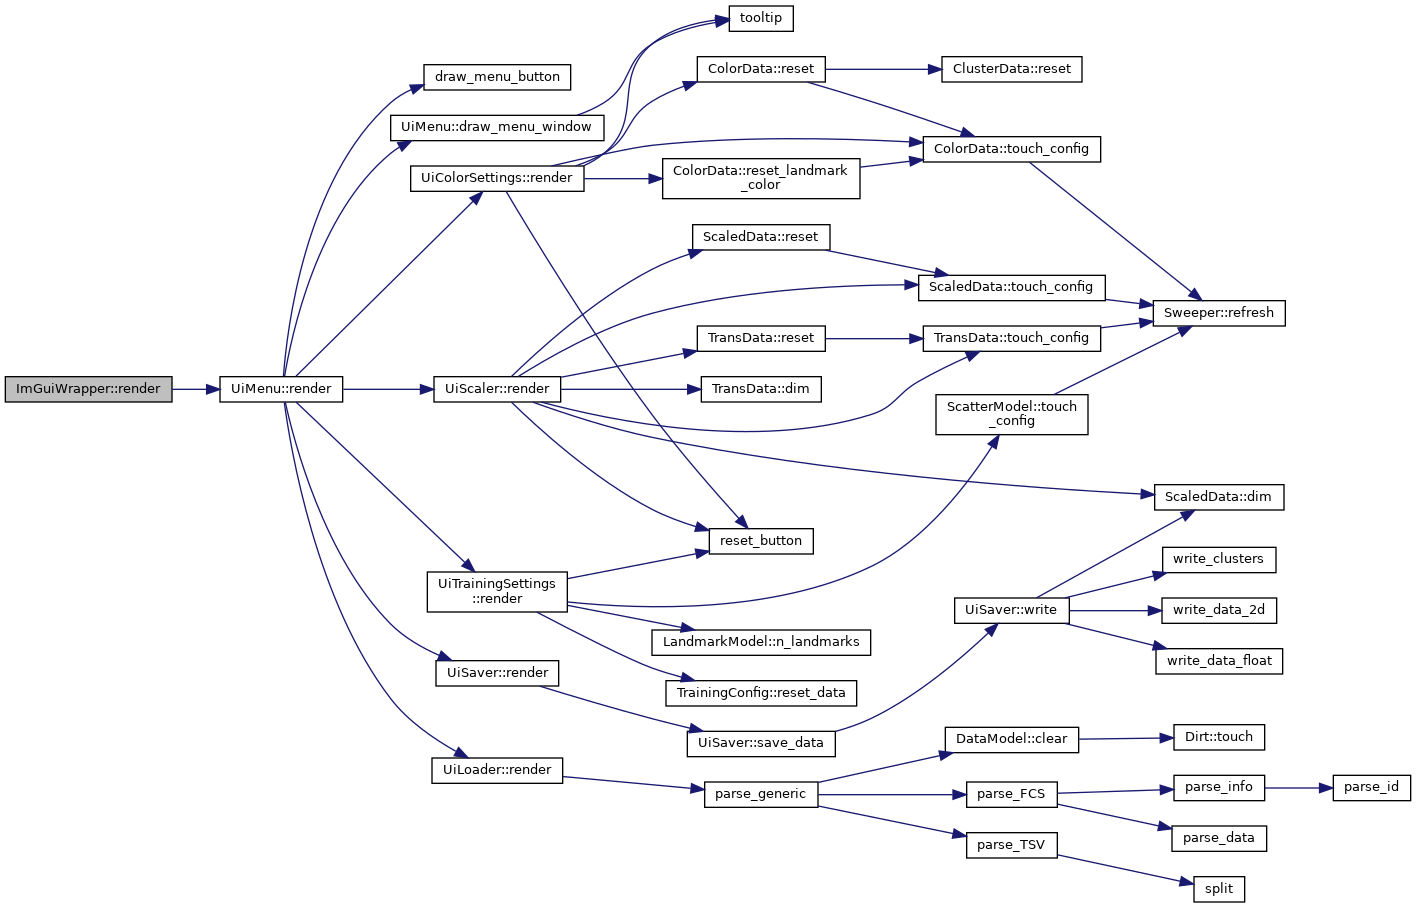 tooltip
draw_menu_button
ColorData::reset
ClusterData::reset
UiMenu::draw_menu_window
ColorData::touch_config
UiColorSettings::render
ColorData::reset_landmark
_color
ScaledData::reset
ScaledData::touch_config
Sweeper::refresh
TransData::reset
TransData::touch_config
ImGuiWrapper::render
UiMenu::render
UiScaler::render
TransData::dim
ScatterModel::touch
_config
ScaledData::dim
reset_button
write_clusters
UiTrainingSettings
::render
UiSaver::write
write_data_2d
LandmarkModel::n_landmarks
write_data_float
UiSaver::render
TrainingConfig::reset_data
UiSaver::save_data
DataModel::clear
Dirt::touch
UiLoader::render
parse_generic
parse_FCS
parse_info
parse_id
parse_data
parse_TSV
split